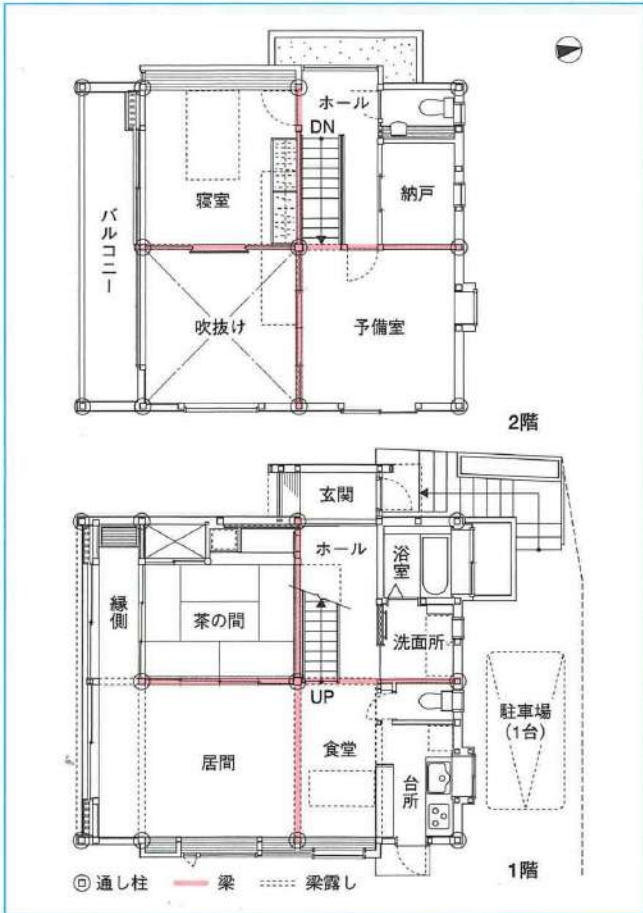 ホール
DN
寝室
納戸
バルコニー
吹抜け
予備室
2階
玄関
ホール
浴室
縁側
茶の間
洗面所
UP
駐車場
(1台)
居間
食堂
台所
1階
通し柱
梁
梁露し